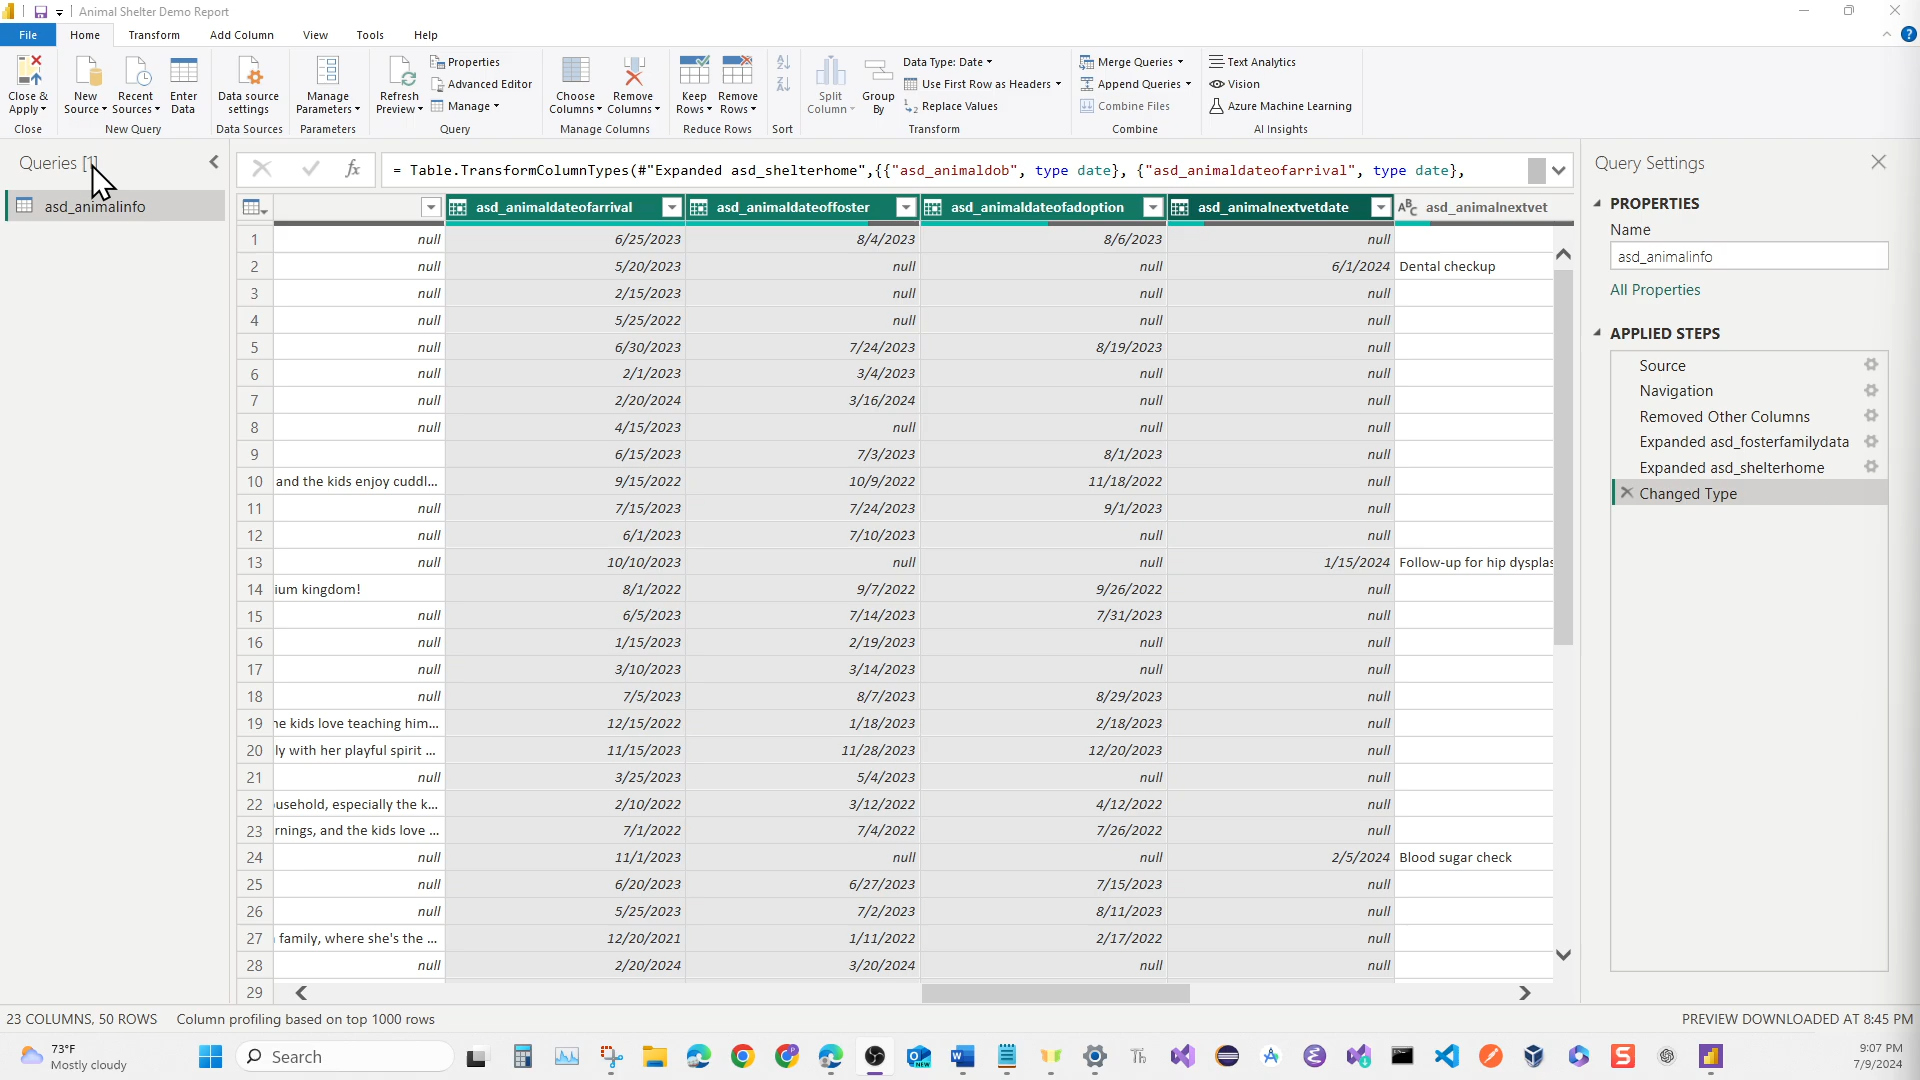 Animal Shelter Demo Report
File Home Transform Add Column View Tools Help
Close & Apply
New Source
Recent Sources
Enter Data
Data source settings
Manage Parameters
Refresh Preview
Properties
Advanced Editor
Manage
Choose Columns
Remove Columns
Keep Rows
Remove Rows
Split Column
Group By
Data Type: Date
Use First Row as Headers
Replace Values
Merge Queries
Append Queries
Combine Files
Text Analytics
Vision
Azure Machine Learning
Close New Query Data Sources Parameters Query Manage Columns Reduce Rows Sort Transform Combine AI Insights
Queries [1]
asd_animalinfo
= Table.TransformColumnTypes(#"Expanded asd_shelterhome",{{"asd_animaldob", type date}, {"asd_animaldateofarrival", type date},
asd_animaldateofarrival asd_animaldateoffoster asd_animaldateofadoption asd_animalnextvetdate ABC asd_animalnextvet
1 null 6/25/2023 8/4/2023 8/6/2023 null
2 null 5/20/2023 null null 6/1/2024 Dental checkup
3 null 2/15/2023 null null null
4 null 5/25/2022 null null null
5 null 6/30/2023 7/24/2023 8/19/2023 null
6 null 2/1/2023 3/4/2023 null null
7 null 2/20/2024 3/16/2024 null null
8 null 4/15/2023 null null null
9 6/15/2023 7/3/2023 8/1/2023 null
10 and the kids enjoy cuddl... 9/15/2022 10/9/2022 11/18/2022 null
11 null 7/15/2023 7/24/2023 9/1/2023 null
12 null 6/1/2023 7/10/2023 null null
13 null 10/10/2023 null null 1/15/2024 Follow-up for hip dysplas
14 ium kingdom! 8/1/2022 9/7/2022 9/26/2022 null
15 null 6/5/2023 7/14/2023 7/31/2023 null
16 null 1/15/2023 2/19/2023 null null
17 null 3/10/2023 3/14/2023 null null
18 null 7/5/2023 8/7/2023 8/29/2023 null
19 he kids love teaching him... 12/15/2022 1/18/2023 2/18/2023 null
20 ly with her playful spirit ... 11/15/2023 11/28/2023 12/20/2023 null
21 null 3/25/2023 5/4/2023 null null
22 usehold, especially the k... 2/10/2022 3/12/2022 4/12/2022 null
23 rnings, and the kids love ... 7/1/2022 7/4/2022 7/26/2022 null
24 null 11/1/2023 null null 2/5/2024 Blood sugar check
25 null 6/20/2023 6/27/2023 7/15/2023 null
26 null 5/25/2023 7/2/2023 8/11/2023 null
27 family, where she's the ... 12/20/2021 1/11/2022 2/17/2022 null
28 null 2/20/2024 3/20/2024 null null
29
Query Settings
PROPERTIES
Name
asd_animalinfo
All Properties
APPLIED STEPS
Source
Navigation
Removed Other Columns
Expanded asd_fosterfamilydata
Expanded asd_shelterhome
Changed Type
23 COLUMNS, 50 ROWS Column profiling based on top 1000 rows PREVIEW DOWNLOADED AT 8:45 PM
73°F
Mostly cloudy
Search
9:07 PM
7/9/2024